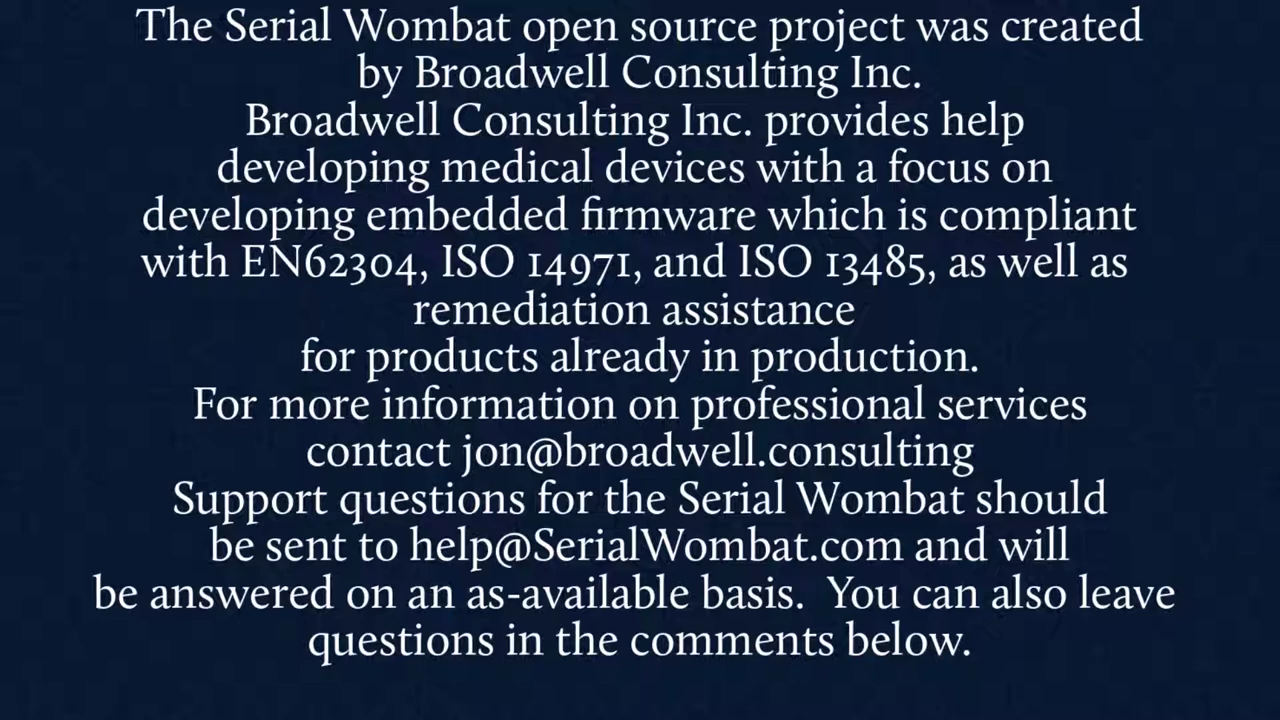 The Serial Wombat open source project was created
by Broadwell Consulting Inc.
Broadwell Consulting Inc. provides help
developing medical devices with a focus on
developing embedded firmware which is compliant
with EN62304, ISO 14971, and ISO 13485, as well as
remediation assistance
for products already in production.
For more information on professional services
contact jon@broadwell.consulting
Support questions for the Serial Wombat should
be sent to help@SerialWombat.com and will
be answered on an as-available basis.  You can also leave
questions in the comments below.